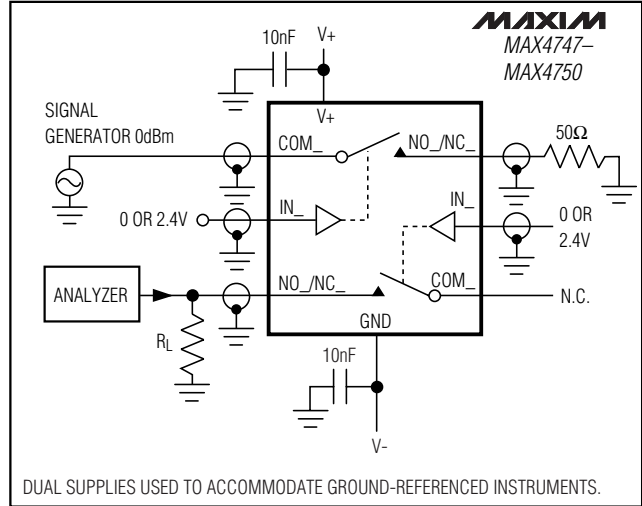 MAXIM
10nF
V+
MAX4747–
MAX4750
V+
SIGNAL
GENERATOR 0dBm
COM_
NO_/NC_
50Ω
IN_
IN_
0 OR 2.4V
0 OR
2.4V
ANALYZER
NO_/NC_
COM_
N.C.
GND
RL
10nF
V-
DUAL SUPPLIES USED TO ACCOMMODATE GROUND-REFERENCED INSTRUMENTS.